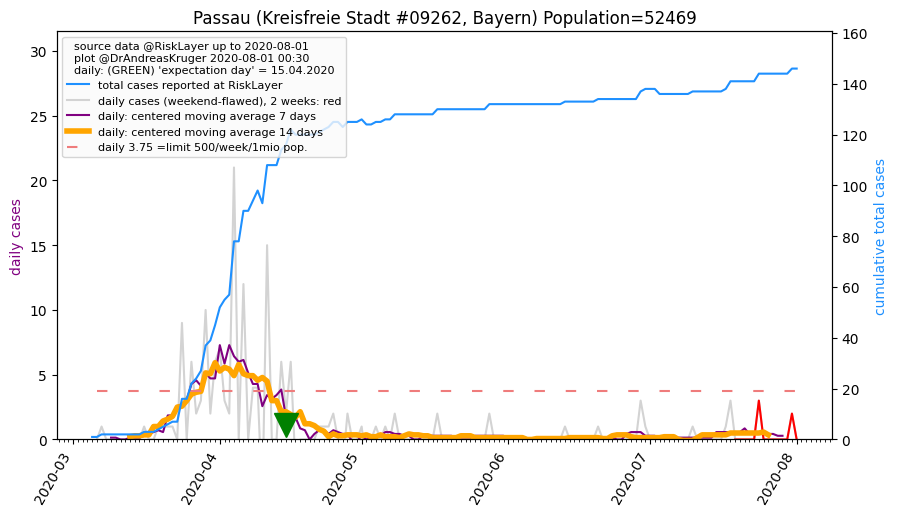 Passau (Kreisfreie Stadt #09262, Bayern) Population=52469
source data @RiskLayer up to 2020-08-01
plot @DrAndreasKruger 2020-08-01 00:30
daily: (GREEN) 'expectation day' = 15.04.2020
total cases reported at RiskLayer
daily cases (weekend-flawed), 2 weeks: red
daily: centered moving average 7 days
daily: centered moving average 14 days
daily 3.75 =limit 500/week/1mio pop.
daily cases
30
25
20
15
10
5
0
cumulative total cases
160
140
120
100
80
60
40
20
0
2020-03
2020-04
2020-05
2020-06
2020-07
2020-08